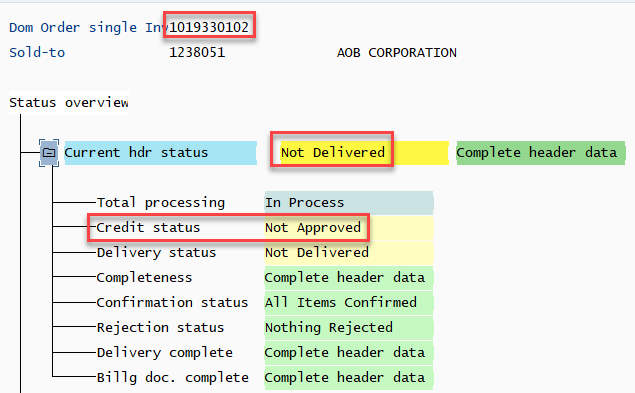 Dom Order single Inv 1019330102
Sold-to 1238051 AOB CORPORATION
Status overview
Current hdr status Not Delivered Complete header data
Total processing In Process
Credit status Not Approved
Delivery status Not Delivered
Completeness Complete header data
Confirmation status All Items Confirmed
Rejection status Nothing Rejected
Delivery complete Complete header data
Billg doc. complete Complete header data